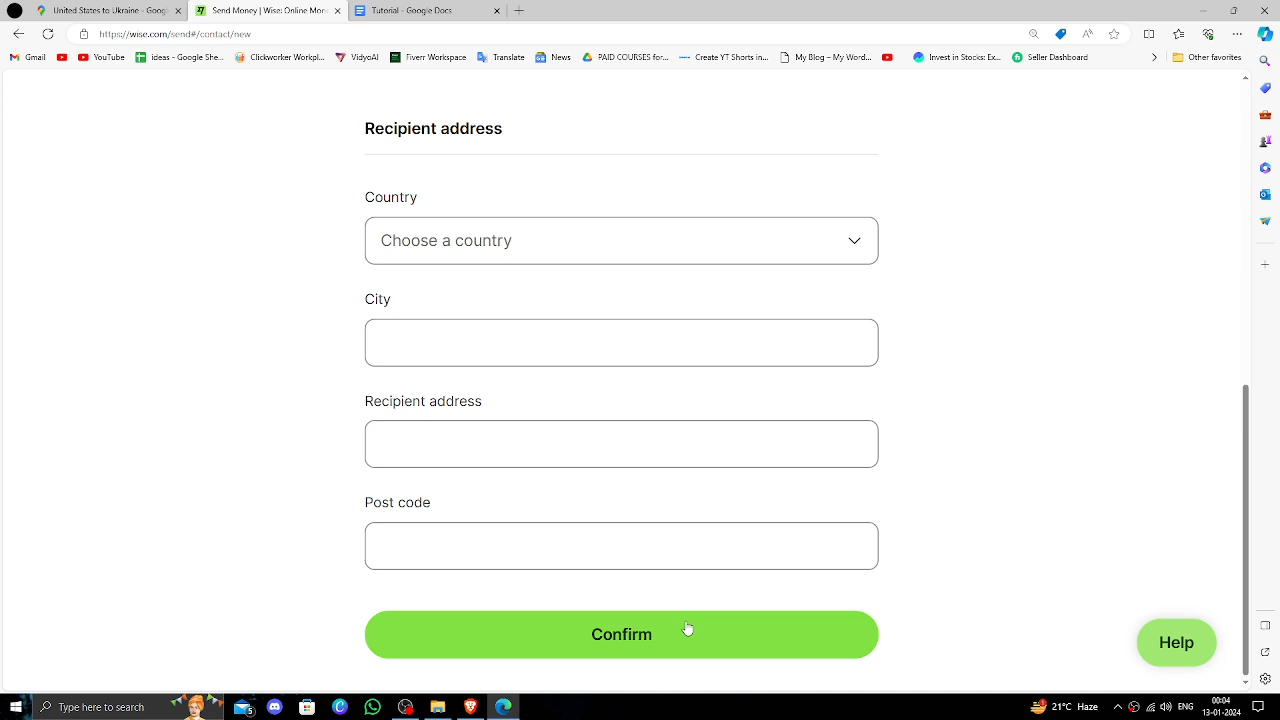 United States to Ukraine - Goog
Send Money | Wise: Online Mon
Tutorial - Google Docs
https://wise.com/send#/contact/new
Gmail
YouTube
ideas - Google She
Clickworker Workpl...
VidyoAI
Fiverr Workspace
Translate
News
PAID COURSES for...
Create YT Shorts in...
My Blog – My Word...
Invest in Stocks: Ex...
Seller Dashboard
Other favorites
Recipient address
Country
Choose a country
City
Recipient address
Post code
Confirm
Help
Type here to search
21°C Haze
ENG
00:04
13-01-2024